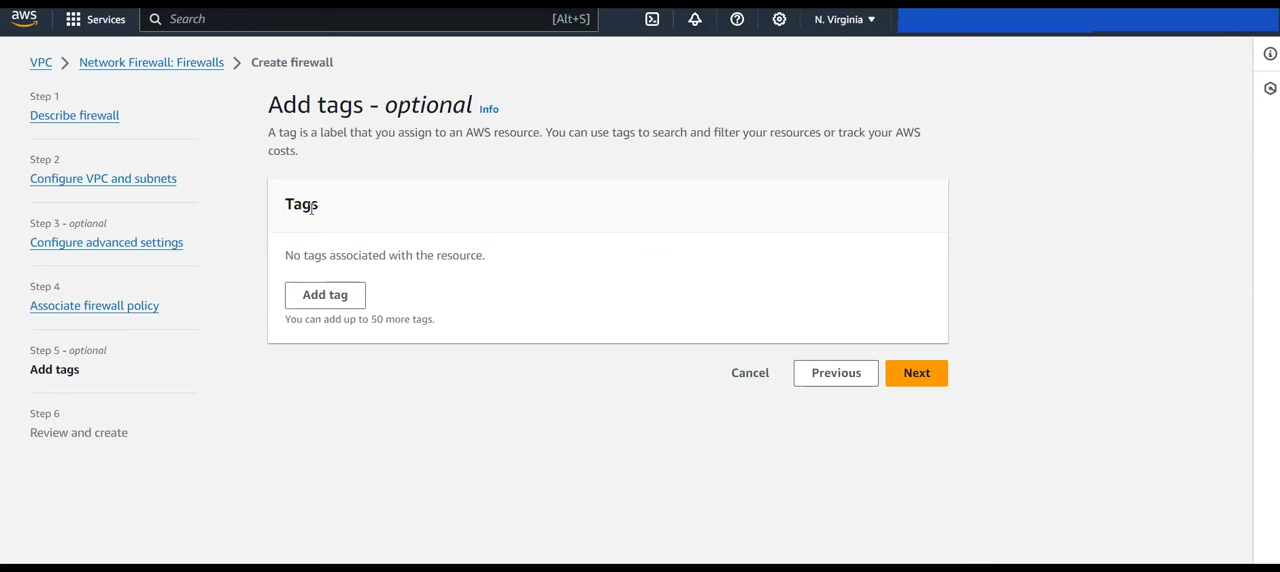 aws Services Search [Alt+S] N. Virginia
VPC Network Firewall: Firewalls Create firewall
Step 1
Describe firewall
Step 2
Configure VPC and subnets
Step 3 - optional
Configure advanced settings
Step 4
Associate firewall policy
Step 5 - optional
Add tags
Step 6
Review and create
Add tags - optional Info
A tag is a label that you assign to an AWS resource. You can use tags to search and filter your resources or track your AWS
costs.
Tags
No tags associated with the resource.
Add tag
You can add up to 50 more tags.
Cancel Previous Next